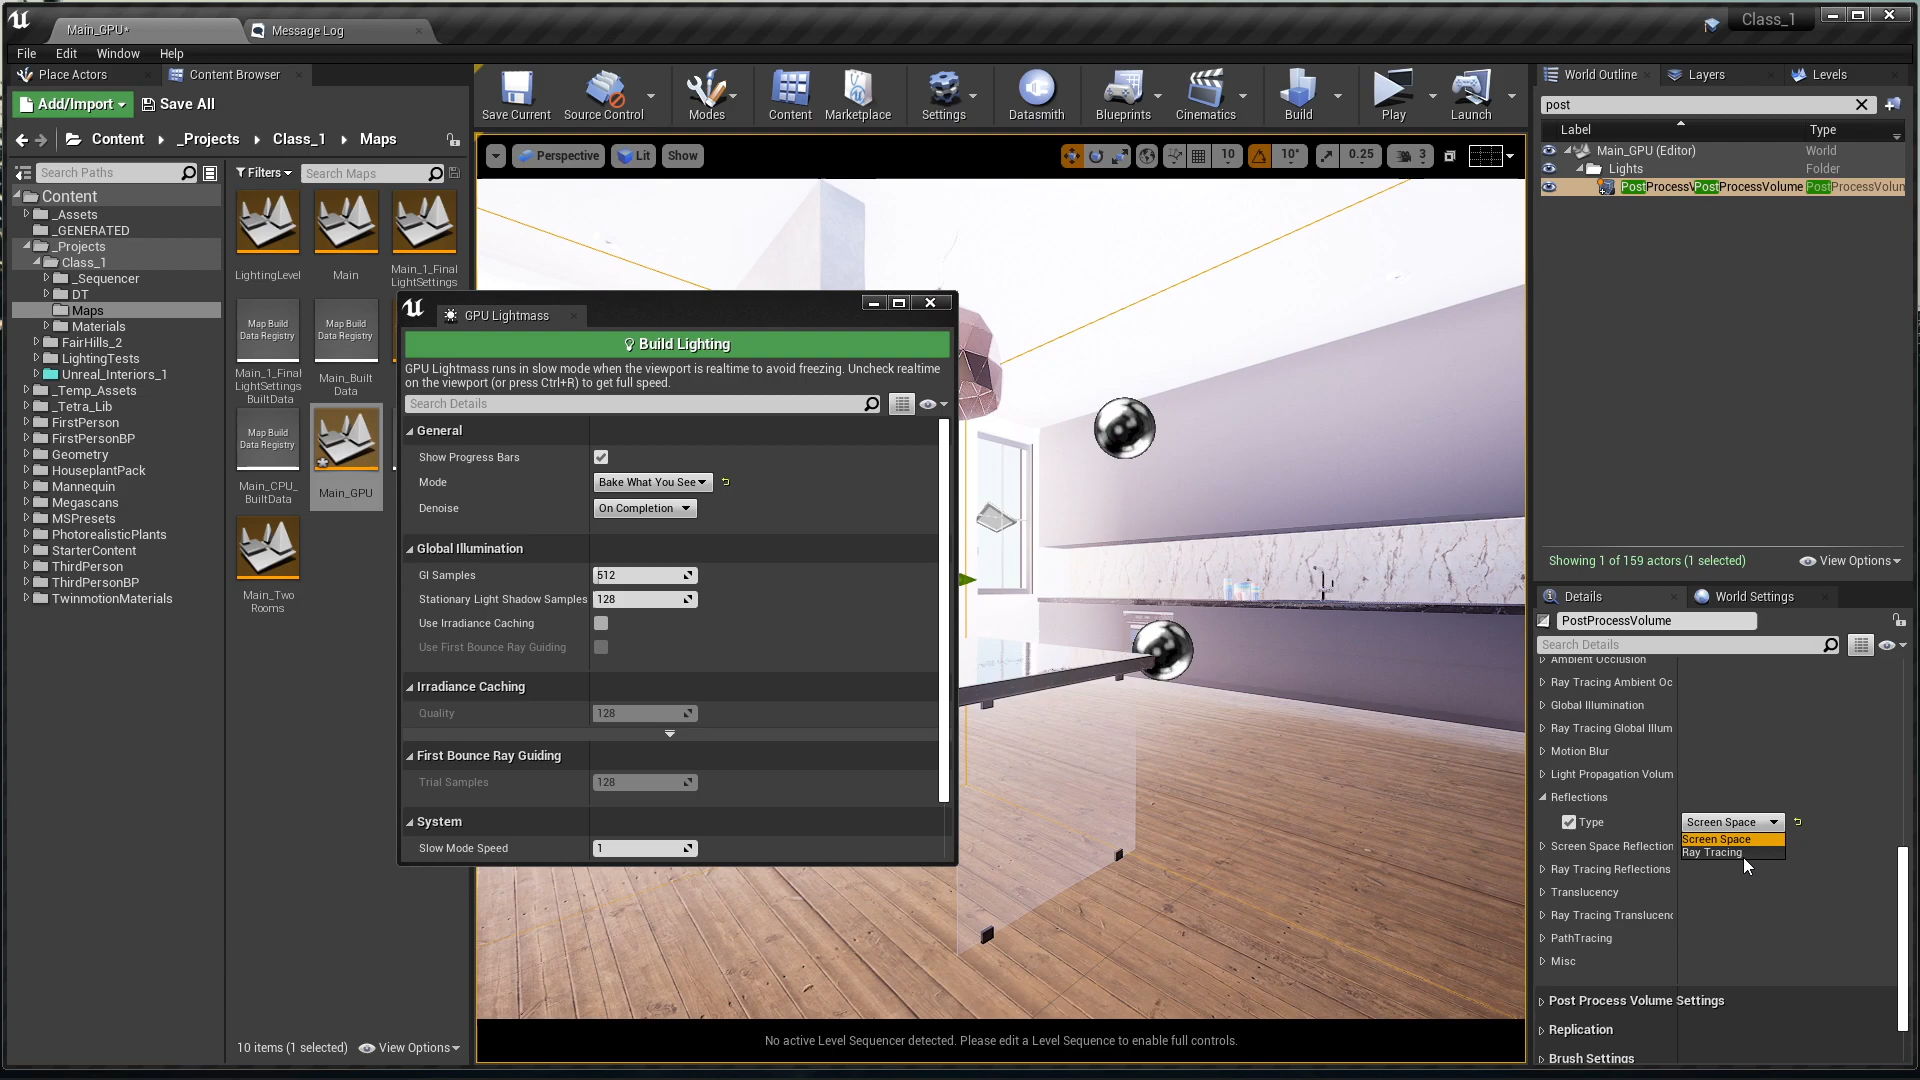 Main_GPU*
Message Log
Class_1
File Edit Window Help
Place Actors
Content Browser
Add/Import
Save All
Content
_Projects
Class_1
Maps
Search Paths
Filters
Search Maps
Content
_Assets
_GENERATED
_Projects
Class_1
_Sequencer
DT
Maps
Materials
FairHills_2
LightingTests
Unreal_Interiors_1
_Temp_Assets
_Tetra_Lib
FirstPerson
FirstPersonBP
Geometry
HouseplantPack
Mannequin
Megascans
MSPresets
PhotorealisticPlants
StarterContent
ThirdPerson
ThirdPersonBP
TwinmotionMaterials
LightingLevel
Main
Main_1_Final
LightSettings
Map Build
Data Registry
Main_1_Final
LightSettings
BuiltData
Map Build
Data Registry
Main_Built
Data
Map Build
Data Registry
Main_CPU_
BuiltData
Main_GPU
Main_Two
Rooms
10 items (1 selected)
View Options
Save Current
Source Control
Modes
Content
Marketplace
Settings
Datasmith
Blueprints
Cinematics
Build
Play
Launch
Perspective
Lit
Show
10
10°
0.25
3
GPU Lightmass
Build Lighting
GPU Lightmass runs in slow mode when the viewport is realtime to avoid freezing. Uncheck realtime
on the viewport (or press Ctrl+R) to get full speed.
Search Details
General
Show Progress Bars
Mode
Bake What You See
Denoise
On Completion
Global Illumination
GI Samples
512
Stationary Light Shadow Samples
128
Use Irradiance Caching
Use First Bounce Ray Guiding
Irradiance Caching
Quality
128
First Bounce Ray Guiding
Trial Samples
128
System
Slow Mode Speed
1
No active Level Sequencer detected. Please edit a Level Sequence to enable full controls.
World Outline
Layers
Levels
post
Label
Type
Main_GPU (Editor)
World
Lights
Folder
PostProcessV
PostProcessVolume
PostProcessVolun
Showing 1 of 159 actors (1 selected)
View Options
Details
World Settings
PostProcessVolume
Search Details
Ambient Occlusion
Ray Tracing Ambient Oc
Global Illumination
Ray Tracing Global Illum
Motion Blur
Light Propagation Volum
Reflections
Type
Screen Space
Screen Space
Ray Tracing
Screen Space Reflection
Ray Tracing Reflections
Translucency
Ray Tracing Translucenc
PathTracing
Misc
Post Process Volume Settings
Replication
Brush Settings